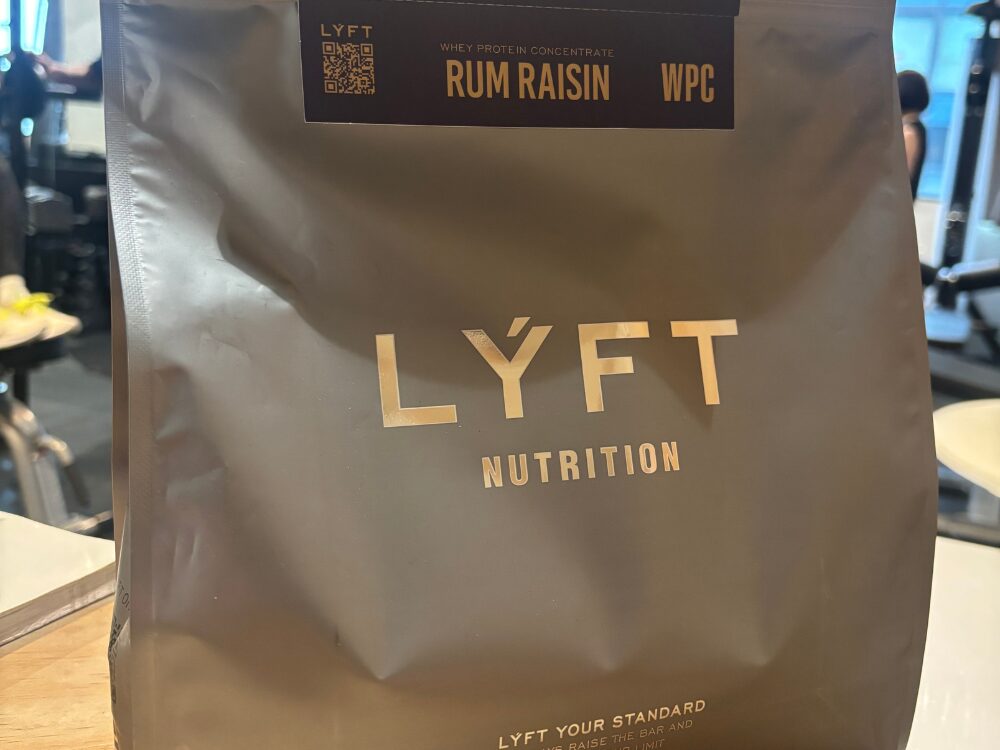 LÝFT
WHEY PROTEIN CONCENTRATE
RUM RAISIN
WPC
LÝFT
NUTRITION
LÝFT YOUR STANDARD
RAISE THE BAR AND
LIMIT